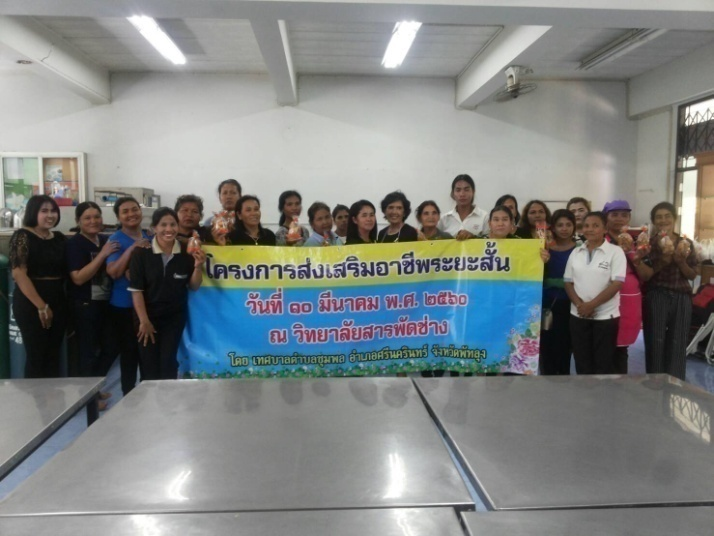 โครงการส่งเสริมอาชีพระยะสั้น
วันที่ ๑๐ มีนาคม พ.ศ. ๒๕๖๐
ณ วิทยาลัยสารพัดช่าง
โดย เทศบาลตำบลชุมพล อำเภอศรีนครินทร์ จังหวัดพัทลุง